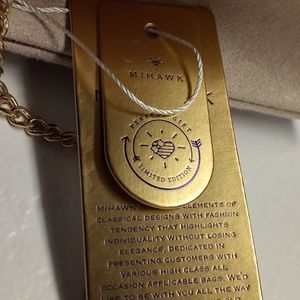 MIHAWK
M K
PERFECT GIFT
LIMITED EDITION
MIHAWK ELEMENTS OF
CLASSICAL DESIGNS WITH FASHION
TENDENCY THAT HIGHLIGHTS
INDIVIDUALITY WITHOUT LOSING
ELEGANCE, DEDICATED IN
PRESENTING CUSTOMERS WITH
VARIOUS HIGH CLASS ALL
OCCASION APPLICABLE BAGS. WE'D
LIKE TO BE WITH YOU ALL THE WAY